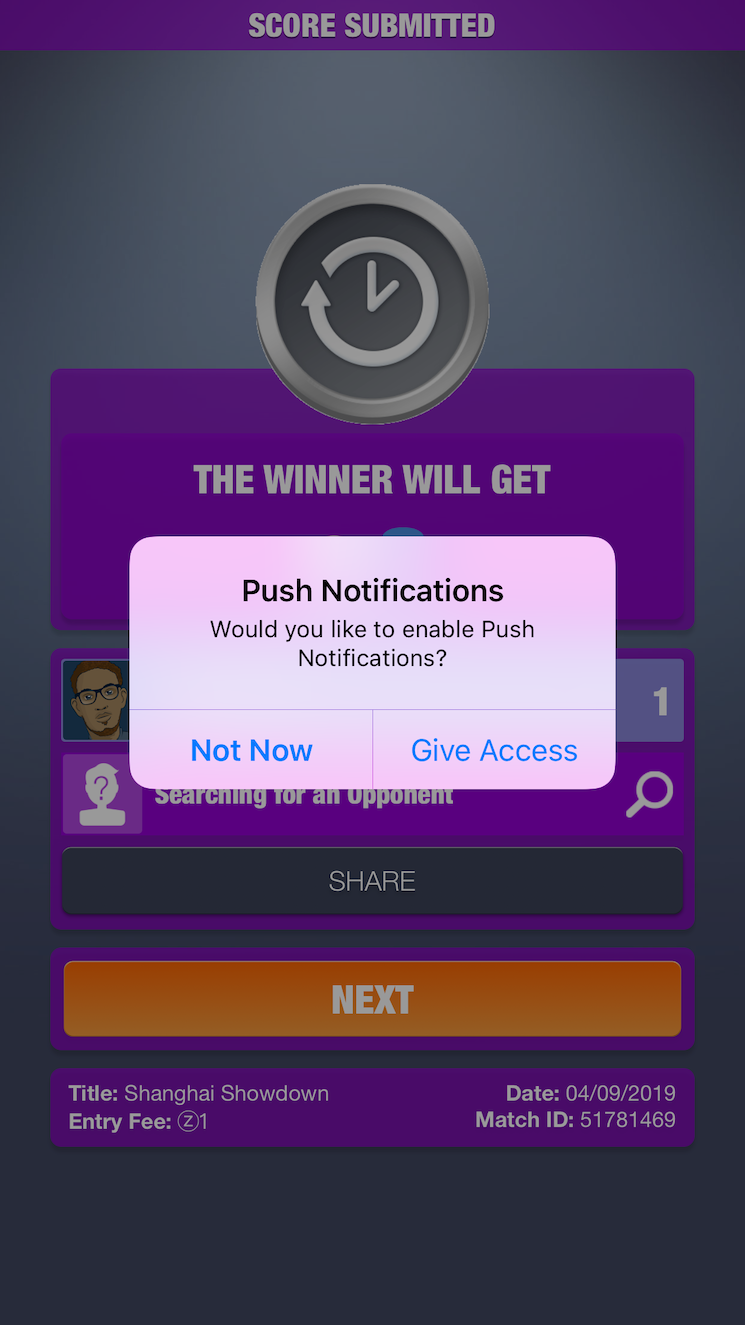 SCORE SUBMITTED
THE WINNER WILL GET
Push Notifications
Would you like to enable Push
Notifications?
Not Now
Give Access
1
?
Searching for an Opponent
SHARE
NEXT
Title: Shanghai Showdown
Date: 04/09/2019
Entry Fee: Ⓩ1
Match ID: 51781469